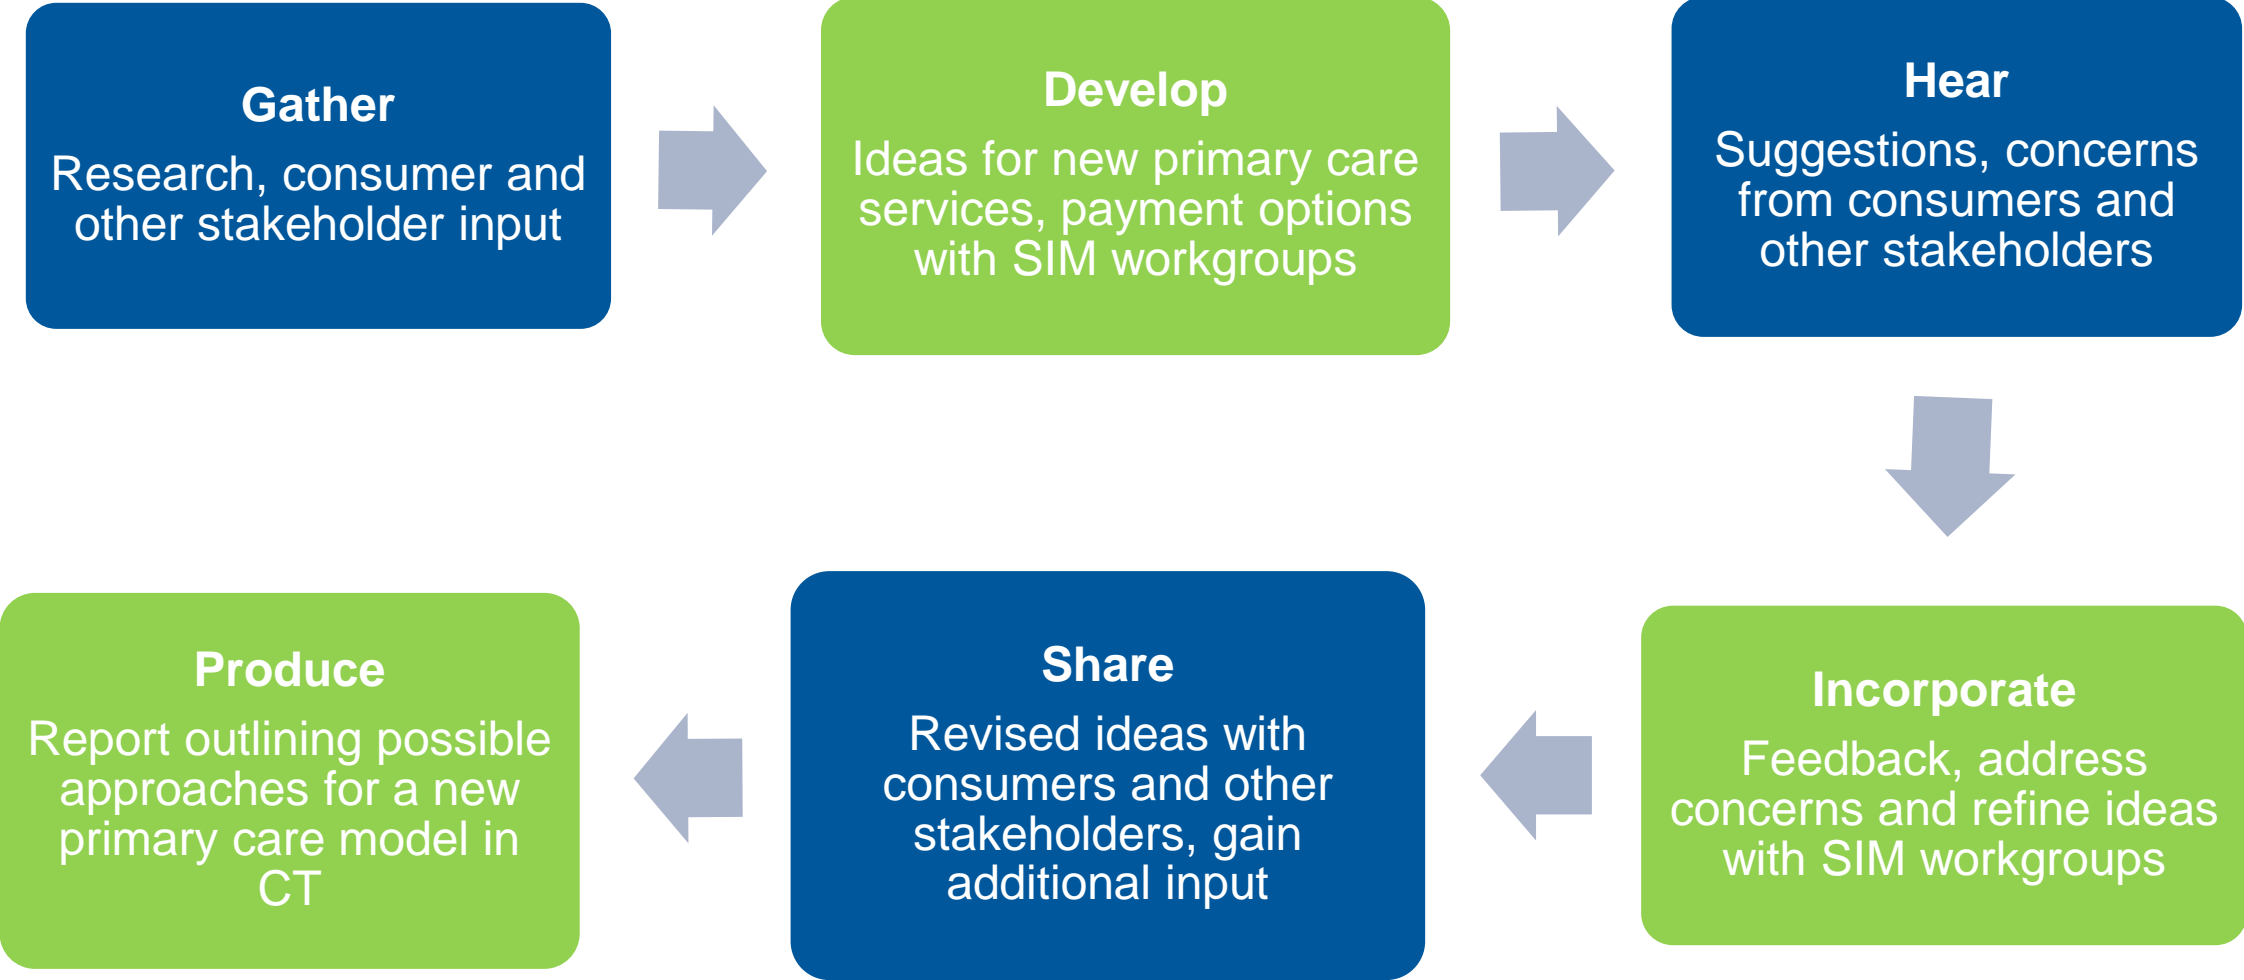 Gather
Research, consumer and
other stakeholder input
Develop
Ideas for new primary care
services, payment options
with SIM workgroups
Hear
Suggestions, concerns
from consumers and
other stakeholders
Incorporate
Feedback, address
concerns and refine ideas
with SIM workgroups
Share
Revised ideas with
consumers and other
stakeholders, gain
additional input
Produce
Report outlining possible
approaches for a new
primary care model in
CT